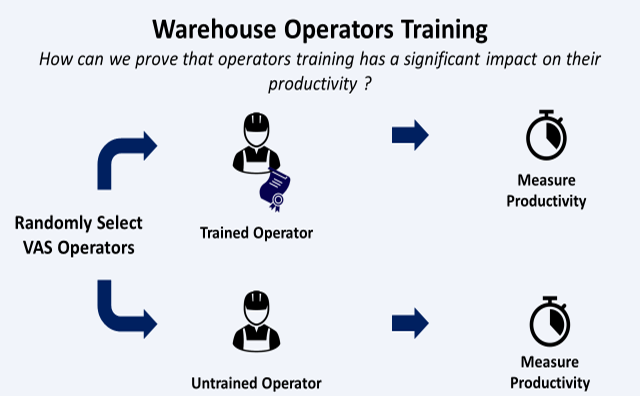 Warehouse Operators Training
How can we prove that operators training has a significant impact on their
productivity ?
Measure
Productivity
Randomly Select
VAS Operators
Trained Operator
Measure
Productivity
Untrained Operator